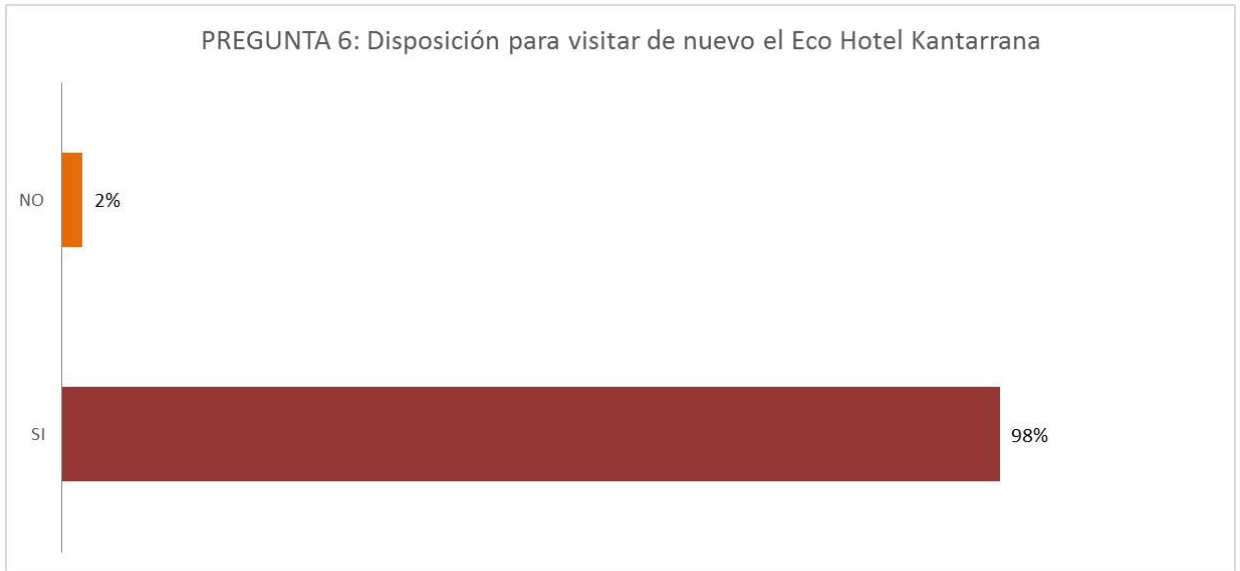 PREGUNTA 6: Disposición para visitar de nuevo el Eco Hotel Kantarrana
NO
2%
SI
98%